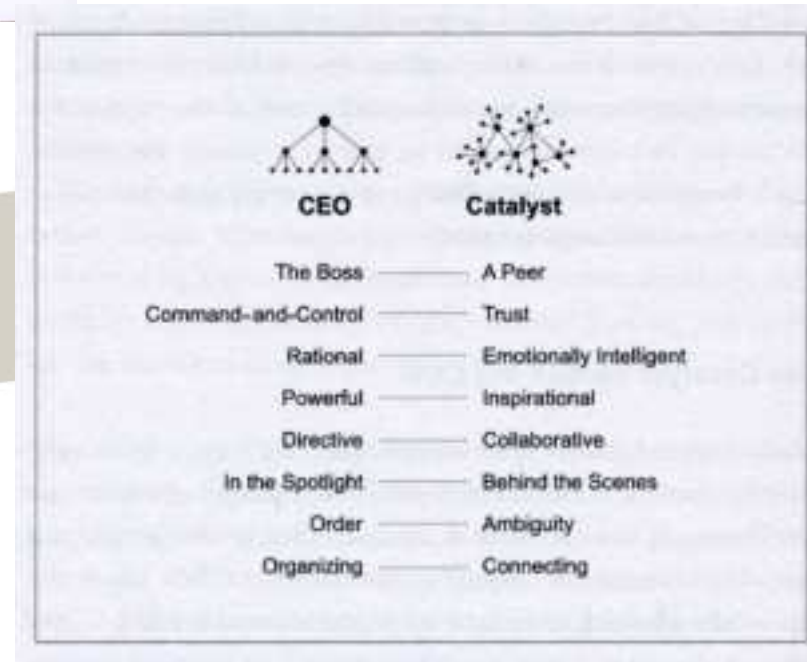 CEO Catalyst
The Boss A Peer
Command-and-Control Trust
Rational Emotionally Intelligent
Powerful Inspirational
Directive Collaborative
In the Spotlight Behind the Scenes
Order Ambiguity
Organizing Connecting